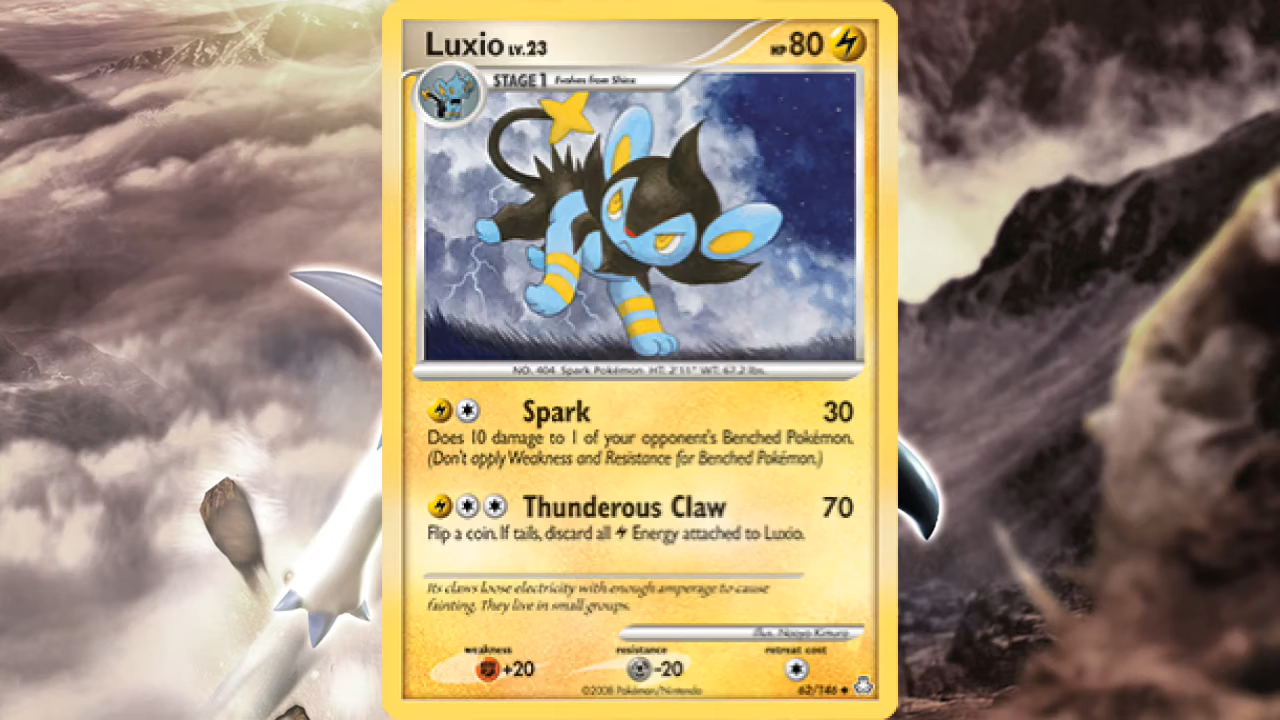 Luxio LV.23 HP 80
STAGE 1 Evolves from Shinx
NO. 404 Spark Pokémon HT: 2'11" WT: 67.2 lbs.
Spark 30
Does 10 damage to 1 of your opponent's Benched Pokémon.
(Don't apply Weakness and Resistance for Benched Pokémon.)
Thunderous Claw 70
Flip a coin. If tails, discard all Energy attached to Luxio.
Its claws loose electricity with enough amperage to cause
fainting. They live in small groups.
Illus. Naoyo Kimura
weakness resistance retreat cost
+20 -20
©2008 Pokémon/Nintendo 62/146